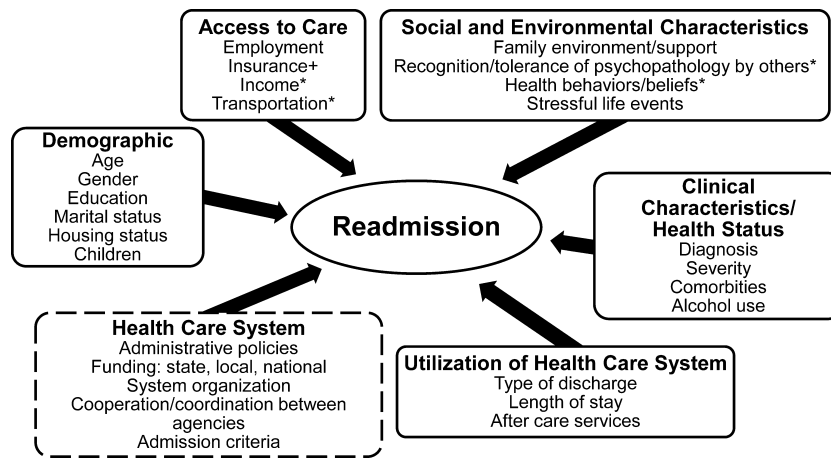 Access to Care
Employment
Insurance+
Income*
Transportation*
Social and Environmental Characteristics
Family environment/support
Recognition/tolerance of psychopathology by others*
Health behaviors/beliefs*
Stressful life events
Demographic
Age
Gender
Education
Marital status
Housing status
Children
Readmission
Clinical
Characteristics/
Health Status
Diagnosis
Severity
Comorbities
Alcohol use
Health Care System
Administrative policies
Funding: state, local, national
System organization
Cooperation/coordination between
agencies
Admission criteria
Utilization of Health Care System
Type of discharge
Length of stay
After care services